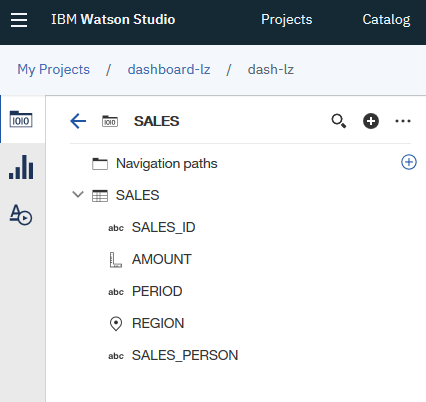 IBM Watson Studio Projects Catalog
My Projects / dashboard-lz / dash-lz
SALES
Navigation paths
SALES
abc SALES_ID
AMOUNT
abc PERIOD
REGION
abc SALES_PERSON